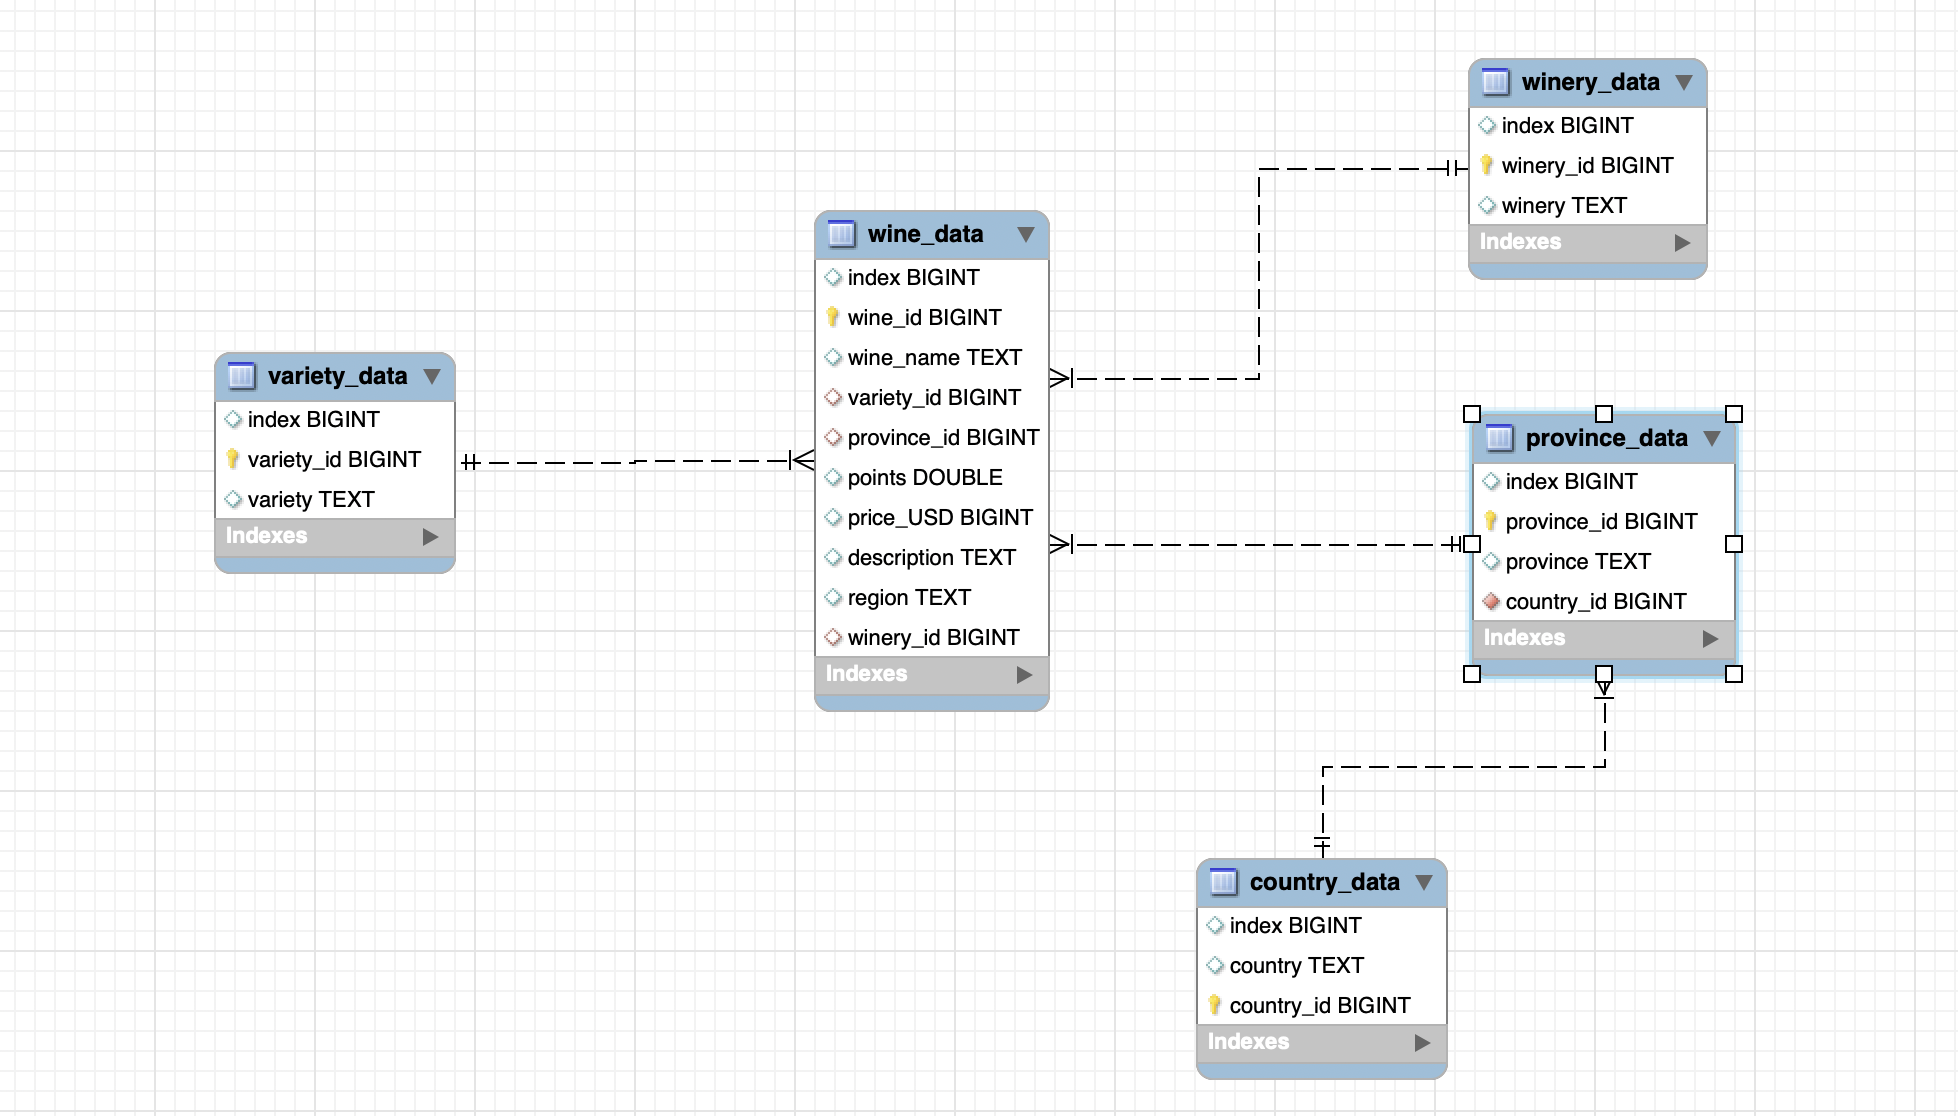 variety_data
index BIGINT
variety_id BIGINT
variety TEXT
Indexes
wine_data
index BIGINT
wine_id BIGINT
wine_name TEXT
variety_id BIGINT
province_id BIGINT
points DOUBLE
price_USD BIGINT
description TEXT
region TEXT
winery_id BIGINT
Indexes
winery_data
index BIGINT
winery_id BIGINT
winery TEXT
Indexes
province_data
index BIGINT
province_id BIGINT
province TEXT
country_id BIGINT
Indexes
country_data
index BIGINT
country TEXT
country_id BIGINT
Indexes